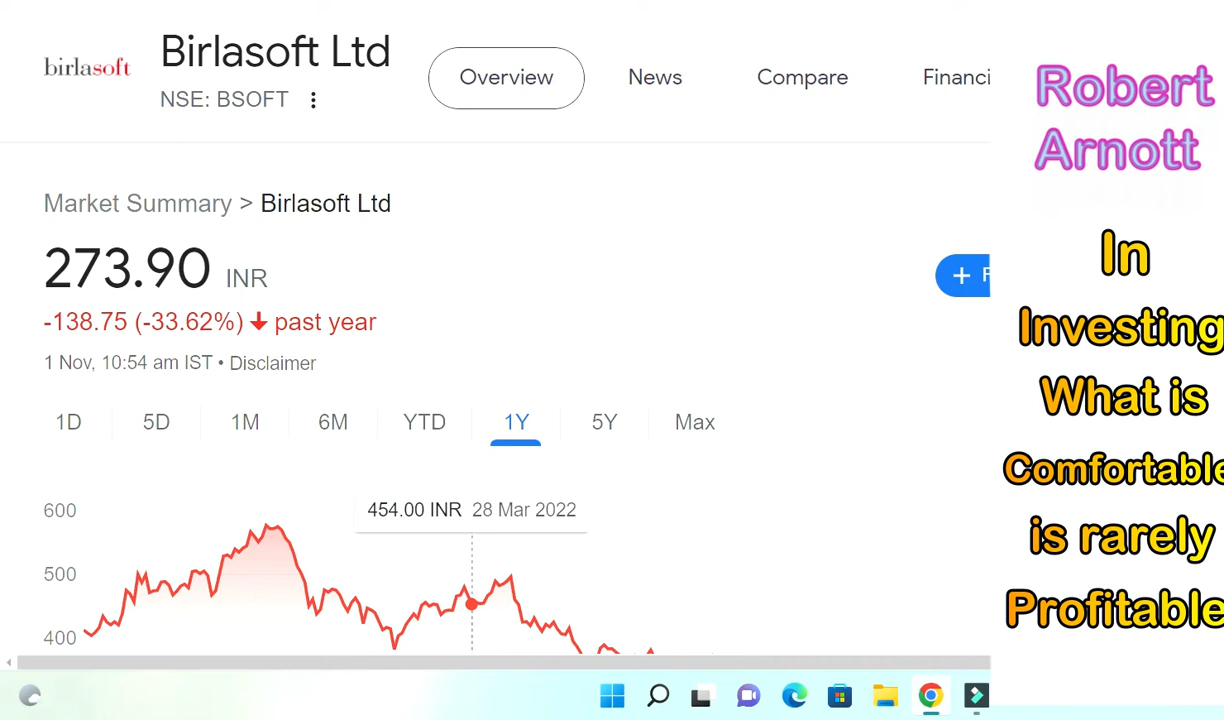 birlasoft
Birlasoft Ltd
NSE: BSOFT
Overview
News
Compare
Financi
Market Summary > Birlasoft Ltd
273.90 INR
-138.75 (-33.62%) past year
1 Nov, 10:54 am IST • Disclaimer
1D
5D
1M
6M
YTD
1Y
5Y
Max
600
500
400
454.00 INR 28 Mar 2022
+ F
Robert
Arnott
In
Investing
What is
Comfortable
is rarely
Profitable